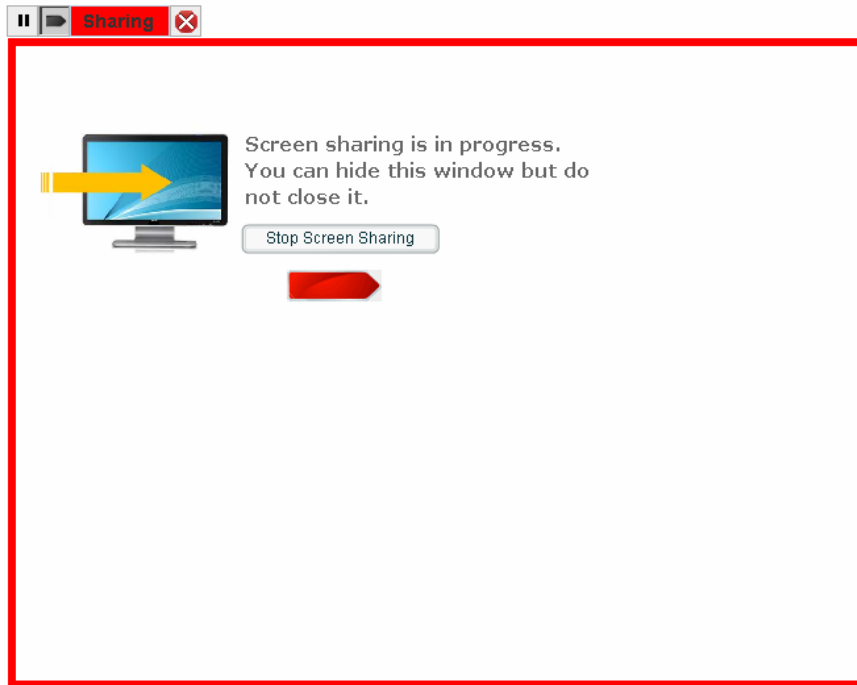 Sharing
Screen sharing is in progress.
You can hide this window but do
not close it.
Stop Screen Sharing